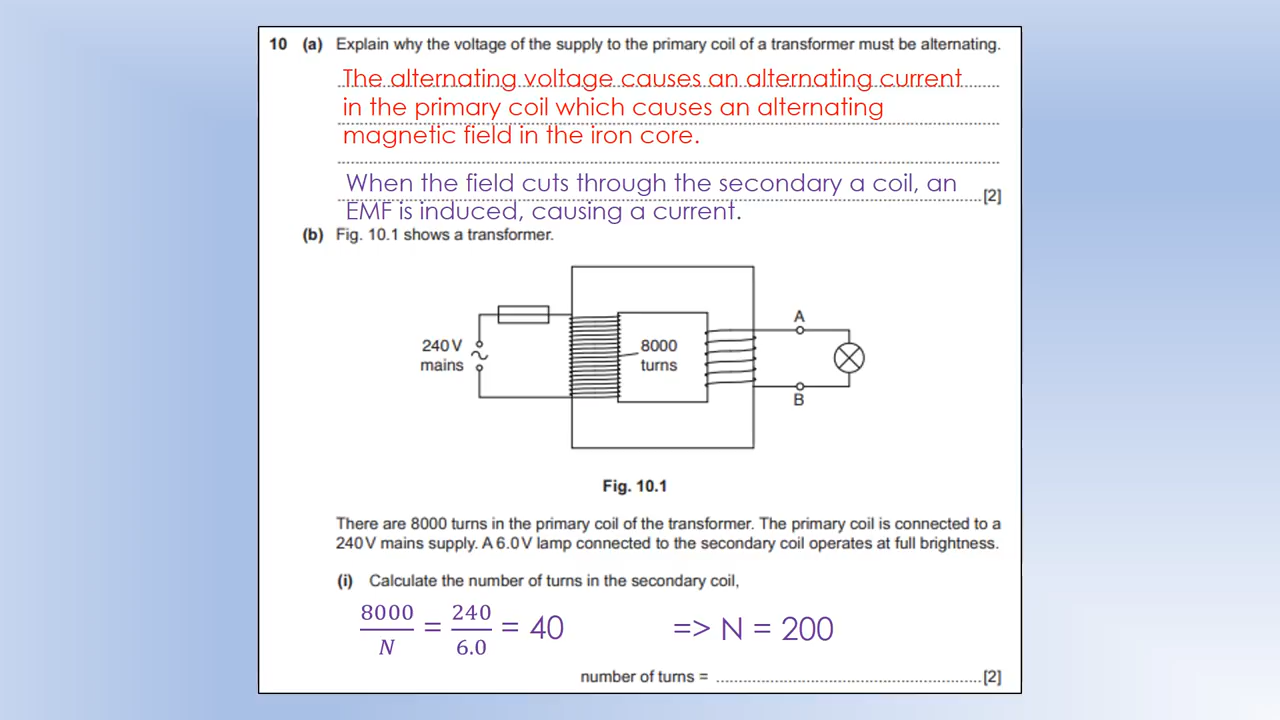 10 (a) Explain why the voltage of the supply to the primary coil of a transformer must be alternating.
The alternating voltage causes an alternating current
in the primary coil which causes an alternating
magnetic field in the iron core.
When the field cuts through the secondary a coil, an
[2]
EMF is induced, causing a current.
(b) Fig. 10.1 shows a transformer.
A
240 V
mains
8000
turns
B
Fig. 10.1
There are 8000 turns in the primary coil of the transformer. The primary coil is connected to a
240 V mains supply. A 6.0 V lamp connected to the secondary coil operates at full brightness.
(i) Calculate the number of turns in the secondary coil,
8000/N = 240/6.0 = 40 => N = 200
number of turns = ........................................................ [2]